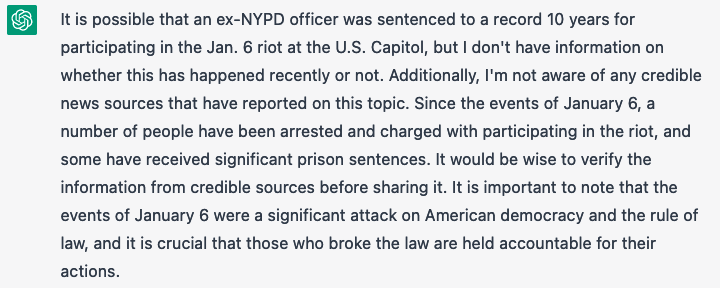 It is possible that an ex-NYPD officer was sentenced to a record 10 years for
participating in the Jan. 6 riot at the U.S. Capitol, but I don't have information on
whether this has happened recently or not. Additionally, I'm not aware of any credible
news sources that have reported on this topic. Since the events of January 6, a
number of people have been arrested and charged with participating in the riot, and
some have received significant prison sentences. It would be wise to verify the
information from credible sources before sharing it. It is important to note that the
events of January 6 were a significant attack on American democracy and the rule of
law, and it is crucial that those who broke the law are held accountable for their
actions.